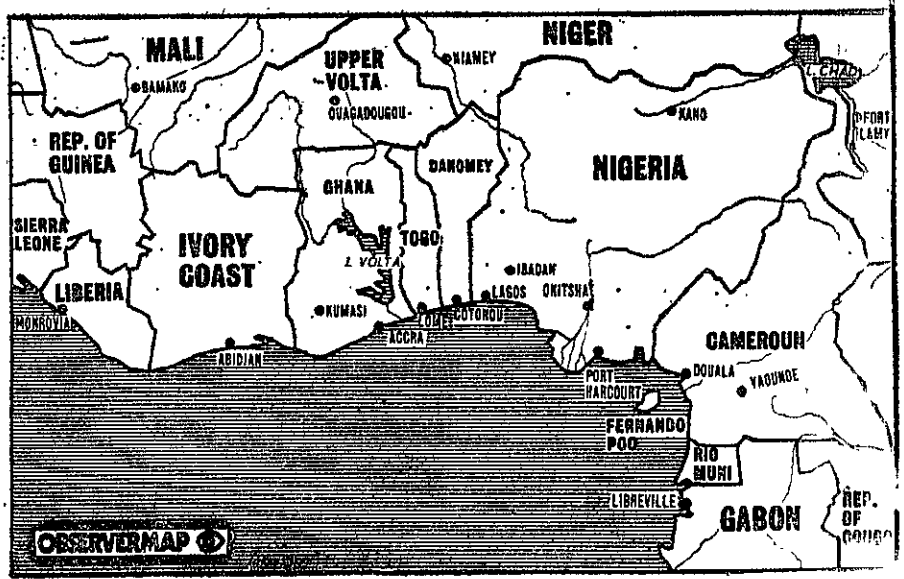 MALI
BAMAKO
UPPER
VOLTA
OUAGADOUGOU
NIGER
NIAMEY
L. CHAD
FORT
LAMY
KANO
REP. OF
GUINEA
GHANA
DAHOMEY
NIGERIA
SIERRA
LEONE
IVORY
COAST
TOGO
L VOLTA
IBADAN
LAGOS
ONITSHA
LIBERIA
MONROVIA
KUMASI
LOME
COTONOU
ACCRA
ABIDJAN
CAMEROUN
DOUALA
YAOUNDE
PORT
HARCOURT
FERNANDO
POO
RIO
MUNI
LIBREVILLE
GABON
REP.
OF
CONGO
OBSERVERMAP